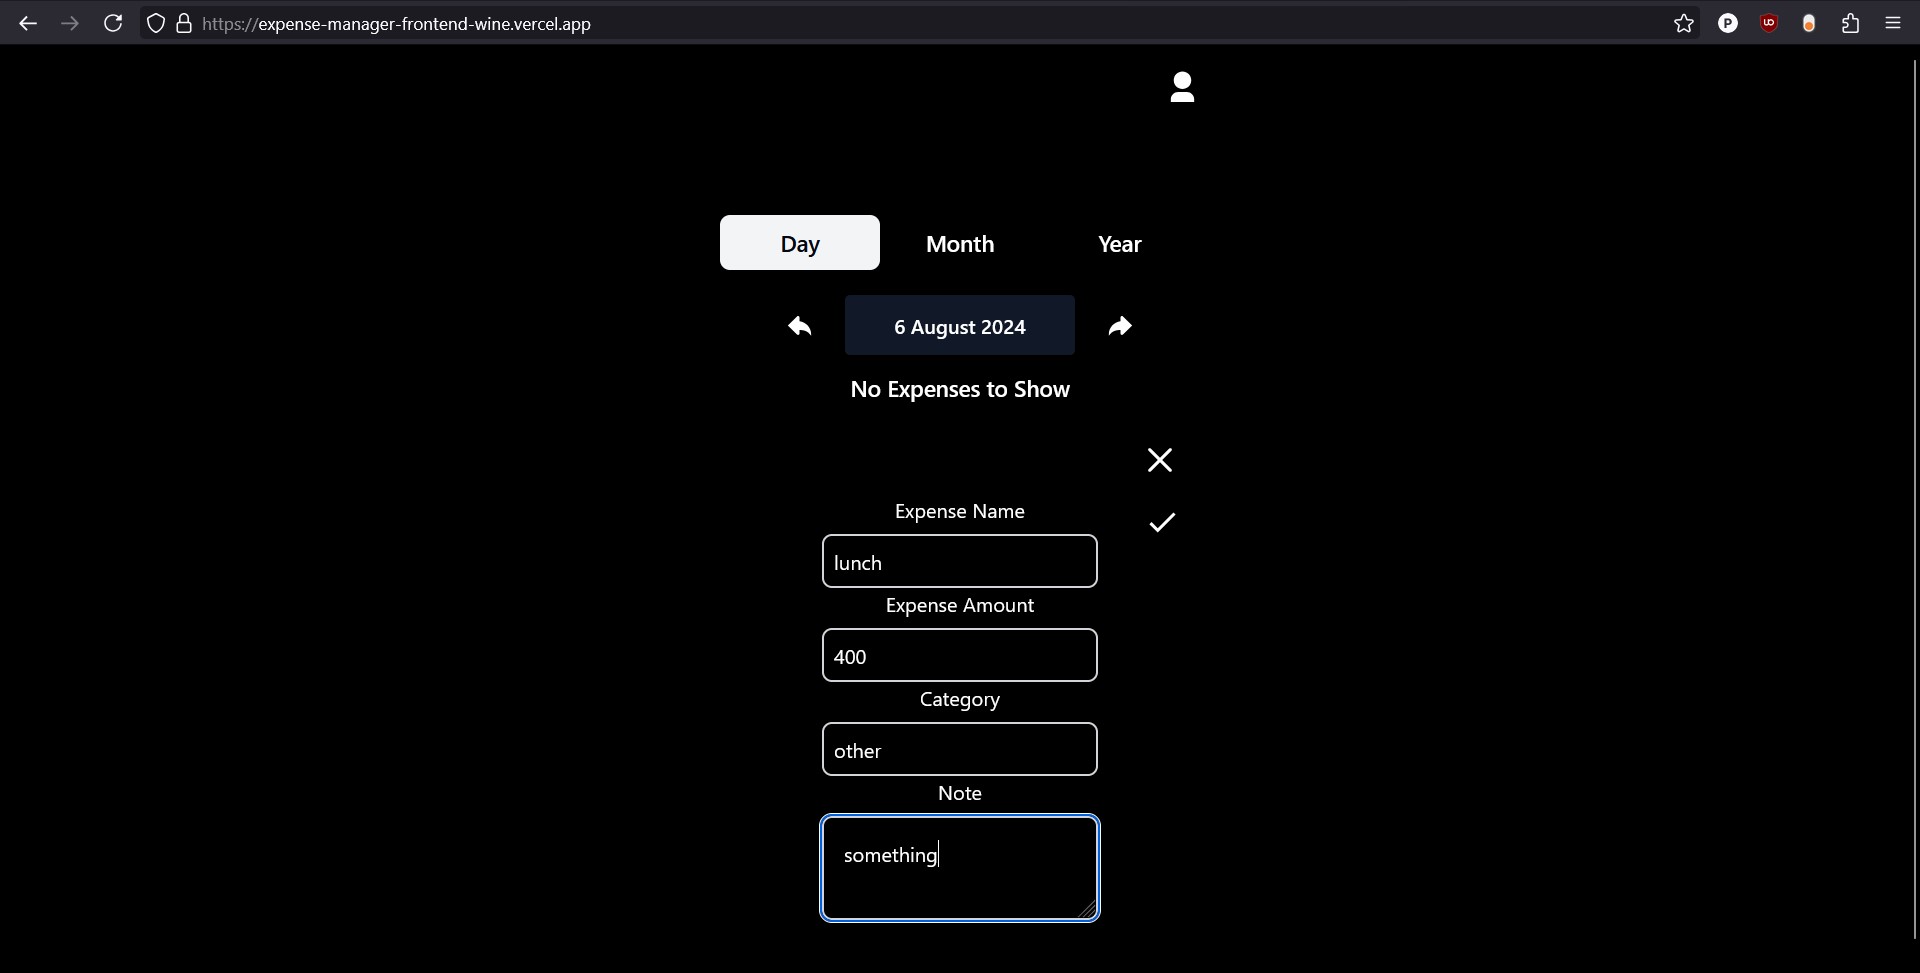 https://expense-manager-frontend-wine.vercel.app
P
UO
Day Month Year
6 August 2024
No Expenses to Show
Expense Name
lunch
Expense Amount
400
Category
other
Note
something